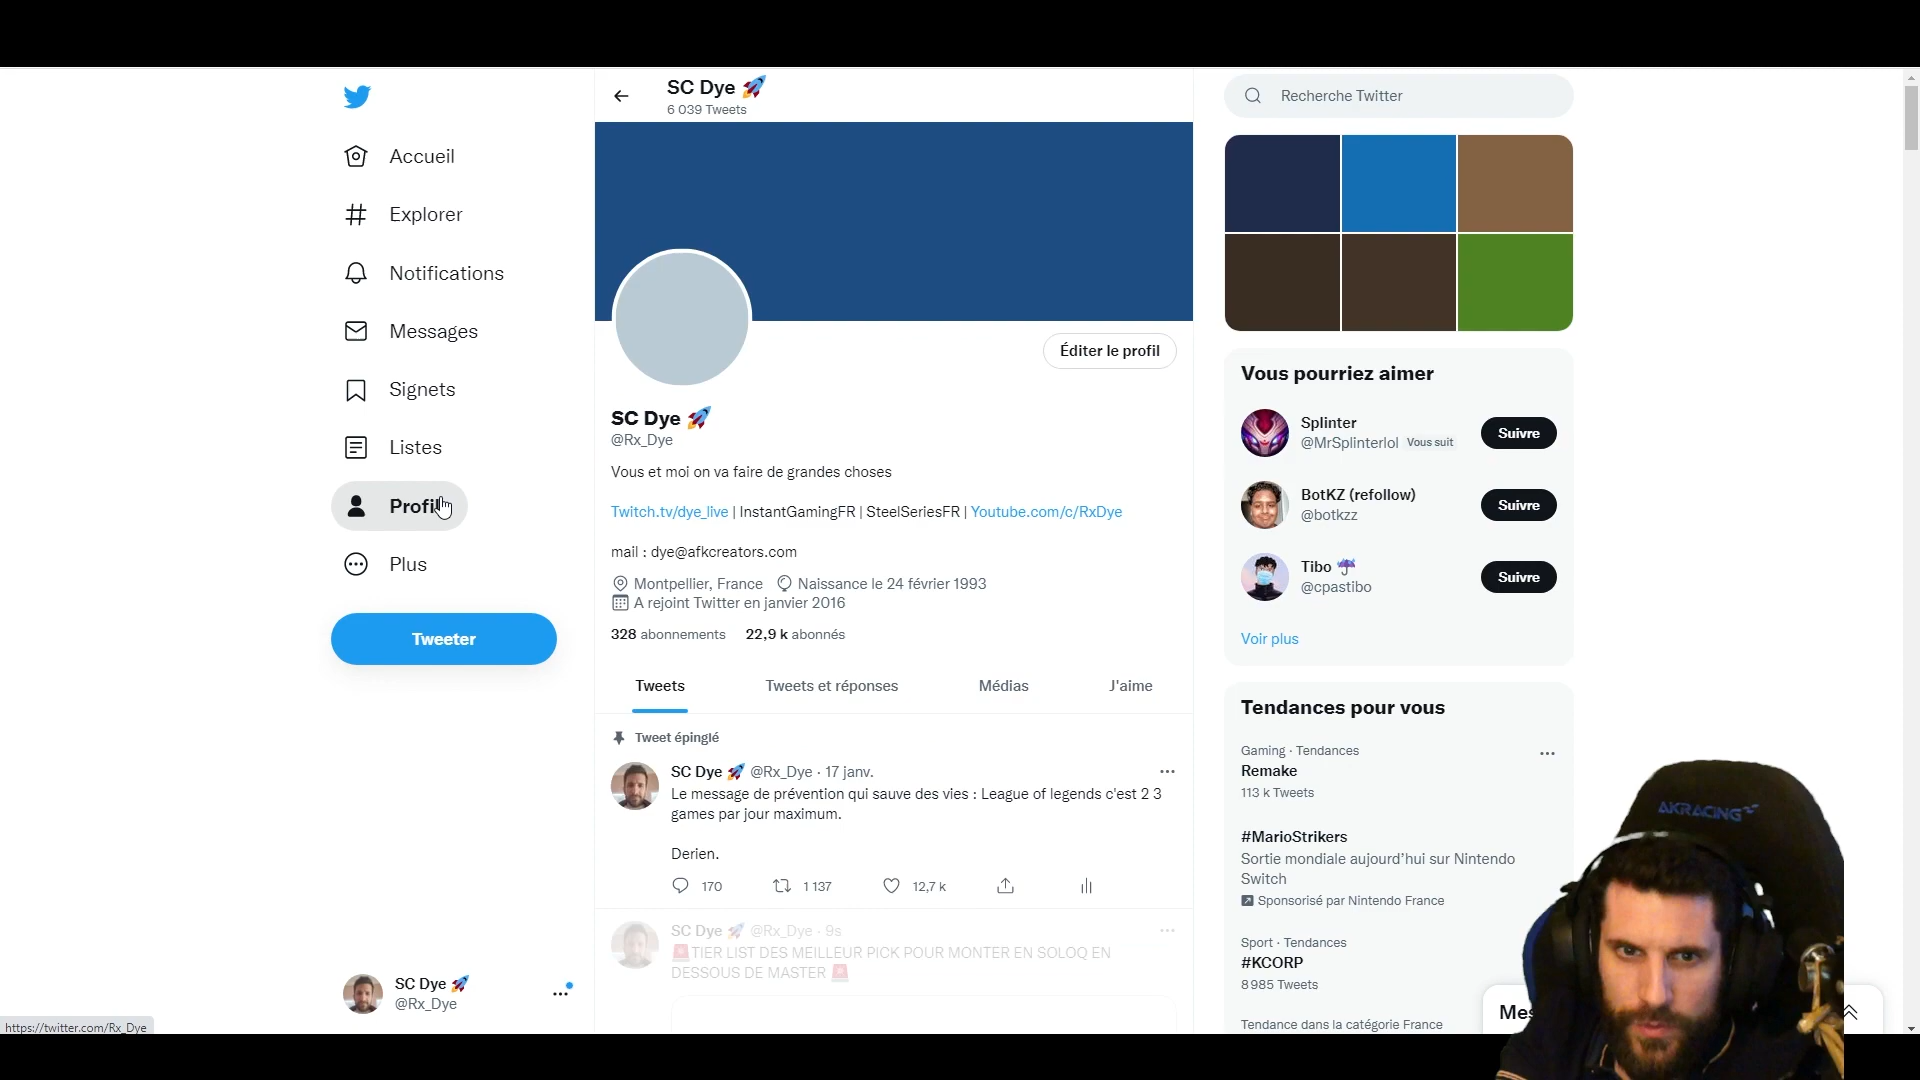 SC Dye 🚀
6 039 Tweets
Recherche Twitter
Accueil
Explorer
Notifications
Messages
Signets
Listes
Profil
Plus
Tweeter
SC Dye 🚀
@Rx_Dye
https://twitter.com/Rx_Dye
Éditer le profil
SC Dye 🚀
@Rx_Dye
Vous et moi on va faire de grandes choses
Twitch.tv/dye_live | InstantGamingFR | SteelSeriesFR | Youtube.com/c/RxDye
mail : dye@afkcreators.com
Montpellier, France Naissance le 24 février 1993
A rejoint Twitter en janvier 2016
328 abonnements 22,9 k abonnés
Tweets Tweets et réponses Médias J'aime
Tweet épinglé
SC Dye 🚀 @Rx_Dye · 17 janv.
Le message de prévention qui sauve des vies : League of legends c'est 2 3
games par jour maximum.
Derien.
170 1 137 12,7 k
SC Dye 🚀 @Rx_Dye · 9s
🚨TIER LIST DES MEILLEUR PICK POUR MONTER EN SOLOQ EN
DESSOUS DE MASTER 🚨
Vous pourriez aimer
Splinter
@MrSplinterlol Vous suit
Suivre
BotKZ (refollow)
@botkzz
Suivre
Tibo ☔
@cpastibo
Suivre
Voir plus
Tendances pour vous
Gaming · Tendances
Remake
113 k Tweets
#MarioStrikers
Sortie mondiale aujourd'hui sur Nintendo
Switch
Sponsorisé par Nintendo France
Sport · Tendances
#KCORP
8 985 Tweets
Tendance dans la catégorie France
AKRACING